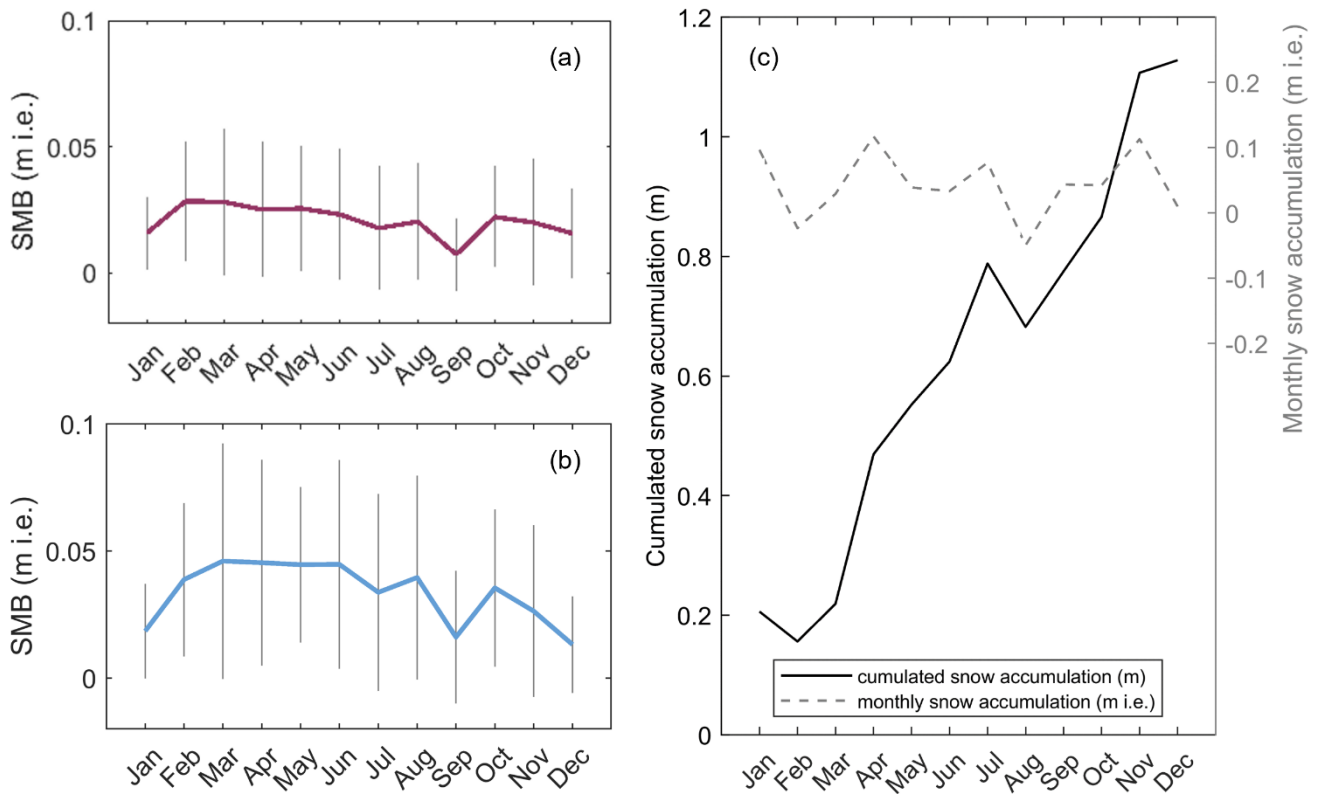 (a)
SMB (m i.e.)
0.1
0.05
0
Jan Feb Mar Apr May Jun Jul Aug Sep Oct Nov Dec
(b)
SMB (m i.e.)
0.1
0.05
0
Jan Feb Mar Apr May Jun Jul Aug Sep Oct Nov Dec
(c)
Cumulated snow accumulation (m)
1.2
1
0.8
0.6
0.4
0.2
0
Monthly snow accumulation (m i.e.)
0.2
0.1
0
-0.1
-0.2
cumulated snow accumulation (m)
monthly snow accumulation (m i.e.)
Jan Feb Mar Apr May Jun Jul Aug Sep Oct Nov Dec